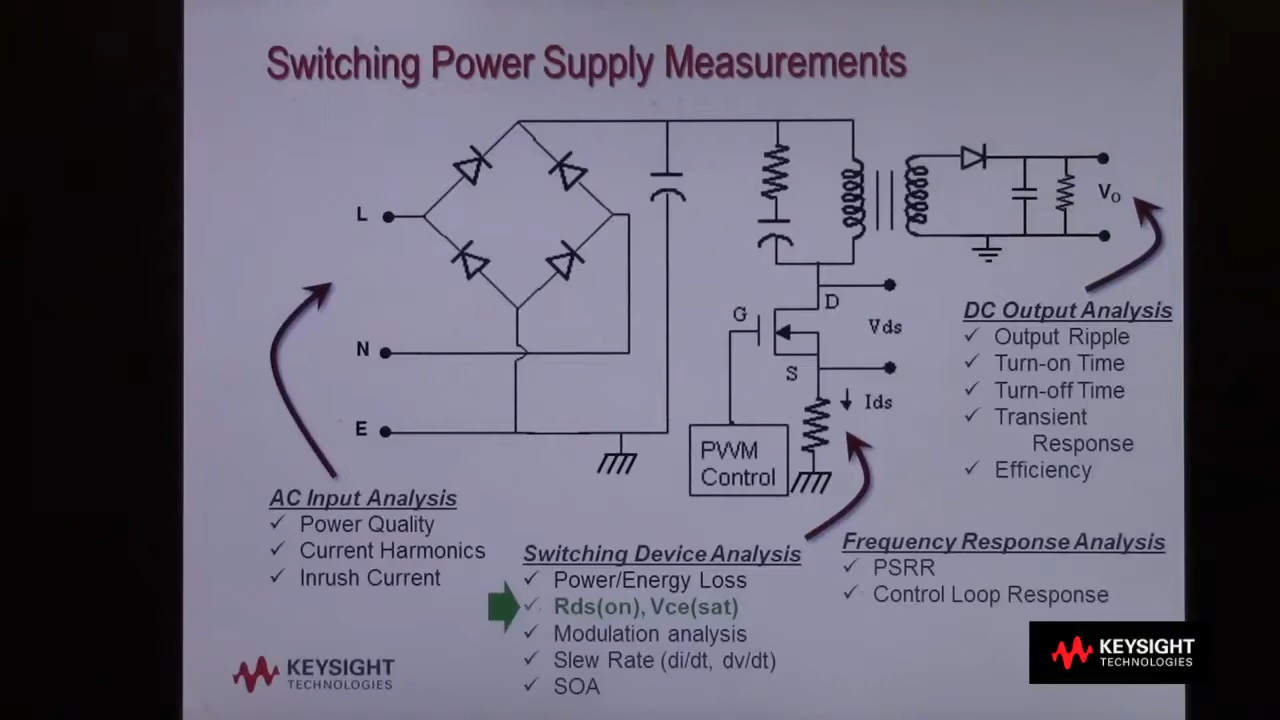 Switching Power Supply Measurements
L
N
E
G
D
S
Vds
Ids
PWM
Control
Vo
DC Output Analysis
✓ Output Ripple
✓ Turn-on Time
✓ Turn-off Time
✓ Transient
Response
✓ Efficiency
AC Input Analysis
✓ Power Quality
✓ Current Harmonics
✓ Inrush Current
Switching Device Analysis
✓ Power/Energy Loss
✓ Rds(on), Vce(sat)
✓ Modulation analysis
✓ Slew Rate (di/dt, dv/dt)
✓ SOA
Frequency Response Analysis
✓ PSRR
✓ Control Loop Response
KEYSIGHT
TECHNOLOGIES
KEYSIGHT
TECHNOLOGIES